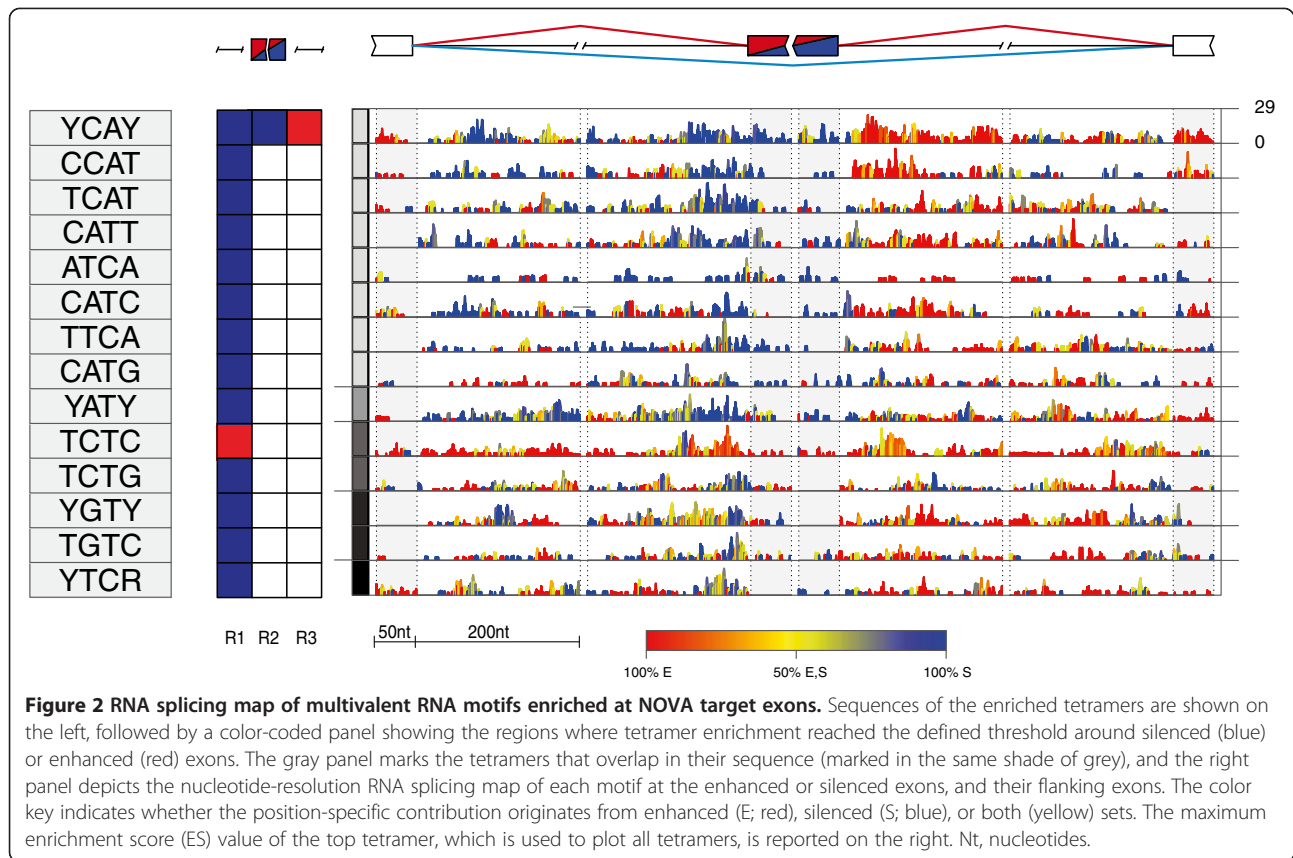 29
YCAY
0
CCAT
TCAT
CATT
ATCA
CATC
TTCA
CATG
YATY
TCTC
TCTG
YGTY
TGTC
YTCR
R1 R2 R3
50nt 200nt
100% E 50% E,S 100% S
Figure 2 RNA splicing map of multivalent RNA motifs enriched at NOVA target exons. Sequences of the enriched tetramers are shown on
the left, followed by a color-coded panel showing the regions where tetramer enrichment reached the defined threshold around silenced (blue)
or enhanced (red) exons. The gray panel marks the tetramers that overlap in their sequence (marked in the same shade of grey), and the right
panel depicts the nucleotide-resolution RNA splicing map of each motif at the enhanced or silenced exons, and their flanking exons. The color
key indicates whether the position-specific contribution originates from enhanced (E; red), silenced (S; blue), or both (yellow) sets. The maximum
enrichment score (ES) value of the top tetramer, which is used to plot all tetramers, is reported on the right. Nt, nucleotides.